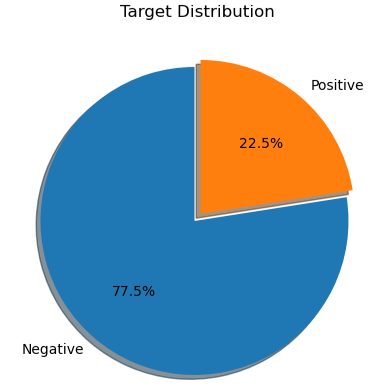 Target Distribution
Positive
22.5%
77.5%
Negative